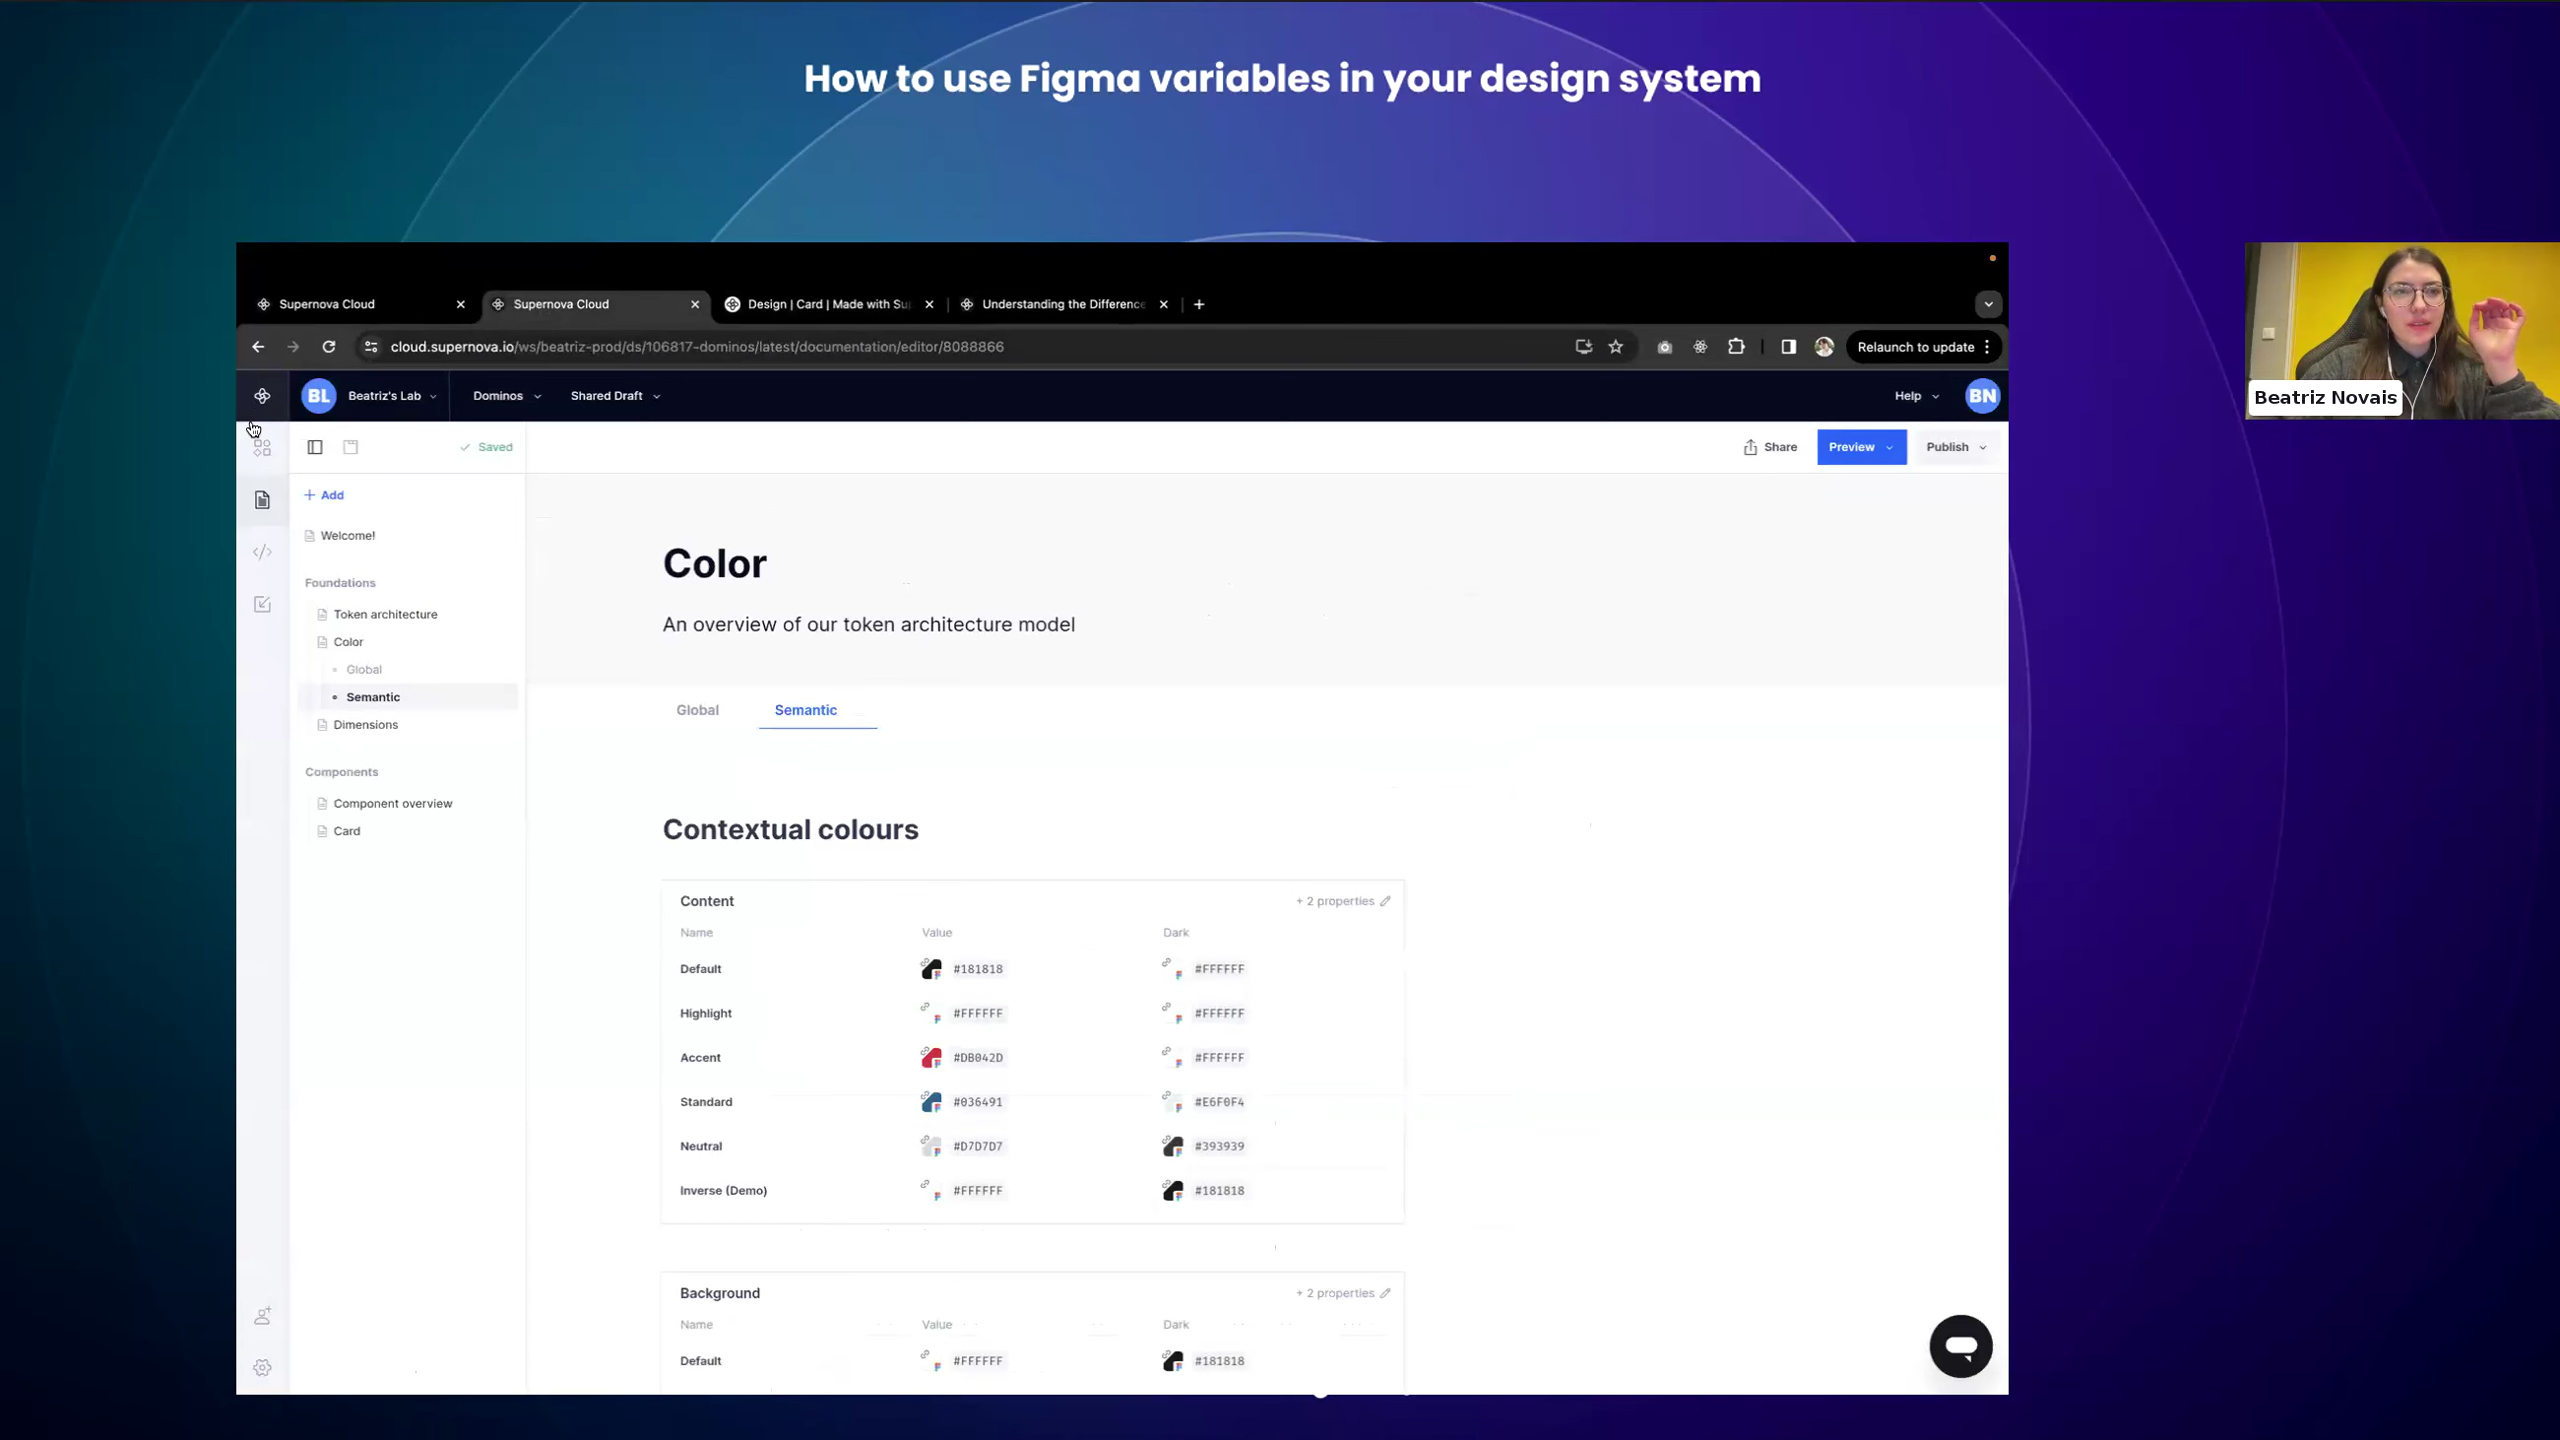 How to use Figma variables in your design system
Supernova Cloud
Supernova Cloud
Design | Card | Made with Su
Understanding the Difference
cloud.supernova.io/ws/beatriz-prod/ds/106817-dominos/latest/documentation/editor/8088866
Relaunch to update
BL Beatriz's Lab
Dominos
Shared Draft
Help
BN
Beatriz Novais
Saved
Share
Preview
Publish
+ Add
Welcome!
Foundations
Token architecture
Color
Global
Semantic
Dimensions
Components
Component overview
Card
Color
An overview of our token architecture model
Global Semantic
Contextual colours
Content + 2 properties
Name Value Dark
Default #181818 #FFFFFF
Highlight #FFFFFF #FFFFFF
Accent #DB042D #FFFFFF
Standard #036491 #E6F0F4
Neutral #D7D7D7 #393939
Inverse (Demo) #FFFFFF #181818
Background + 2 properties
Name Value Dark
Default #FFFFFF #181818